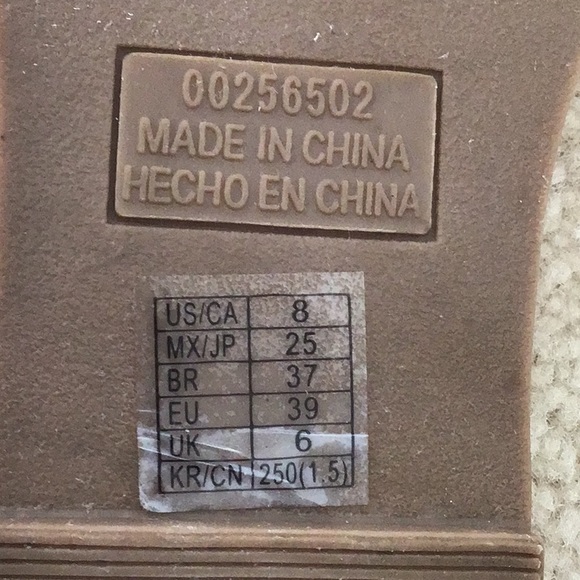 00256502
MADE IN CHINA
HECHO EN CHINA
US/CA 8
MX/JP 25
BR 37
EU 39
UK 6
KR/CN 250(1.5)